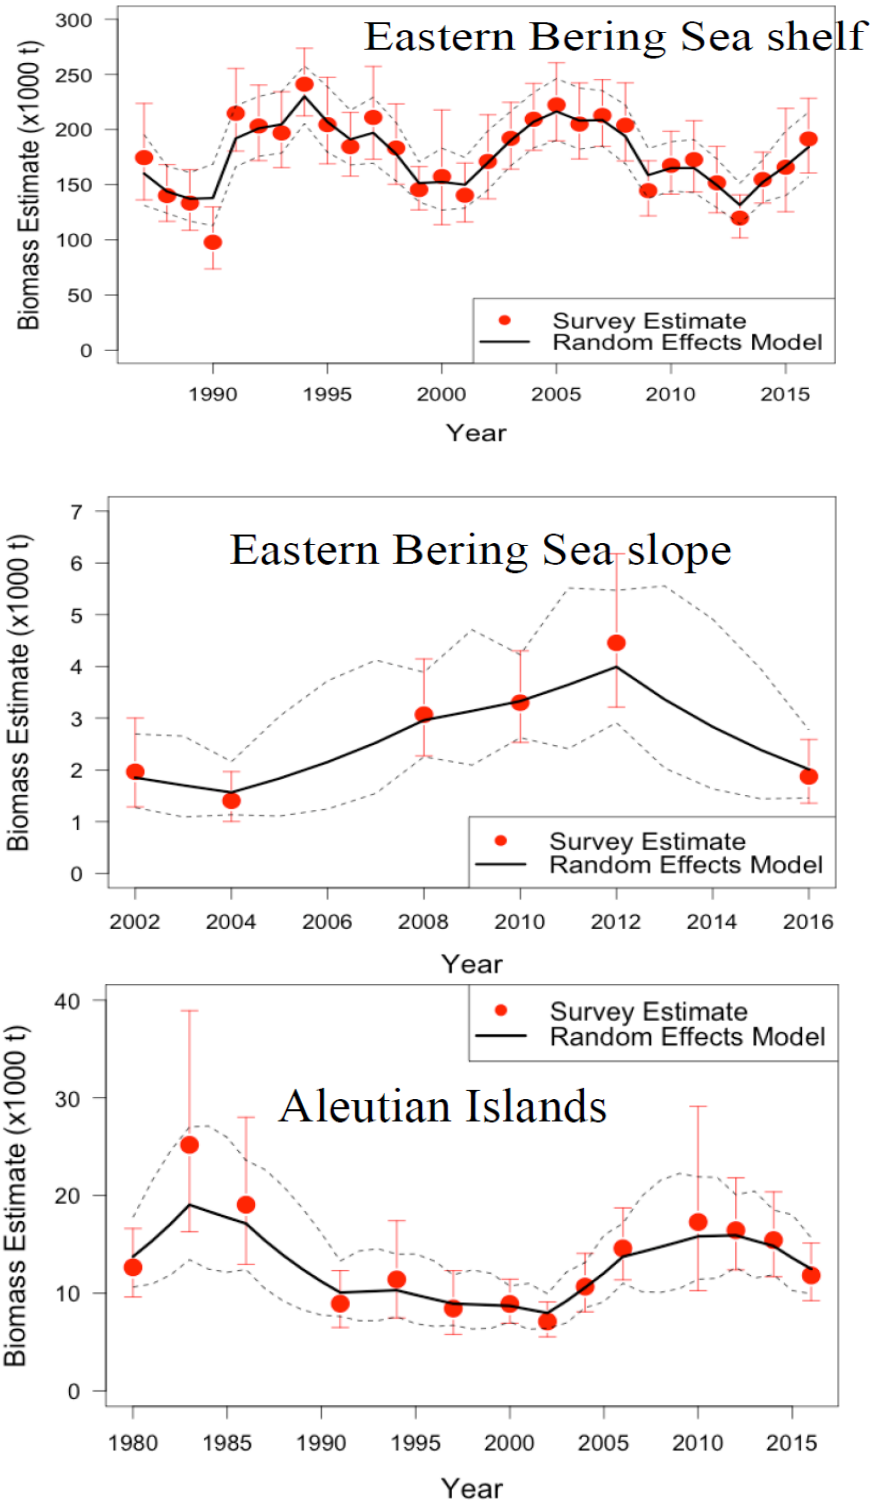 Eastern Bering Sea shelf
Biomass Estimate (x1000 t)
300
250
200
150
100
50
0
Survey Estimate
Random Effects Model
1990 1995 2000 2005 2010 2015
Year
Eastern Bering Sea slope
Biomass Estimate (x1000 t)
7
6
5
4
3
2
1
0
Survey Estimate
Random Effects Model
2002 2004 2006 2008 2010 2012 2014 2016
Year
Survey Estimate
Random Effects Model
Aleutian Islands
Biomass Estimate (x1000 t)
40
30
20
10
0
1980 1985 1990 1995 2000 2005 2010 2015
Year